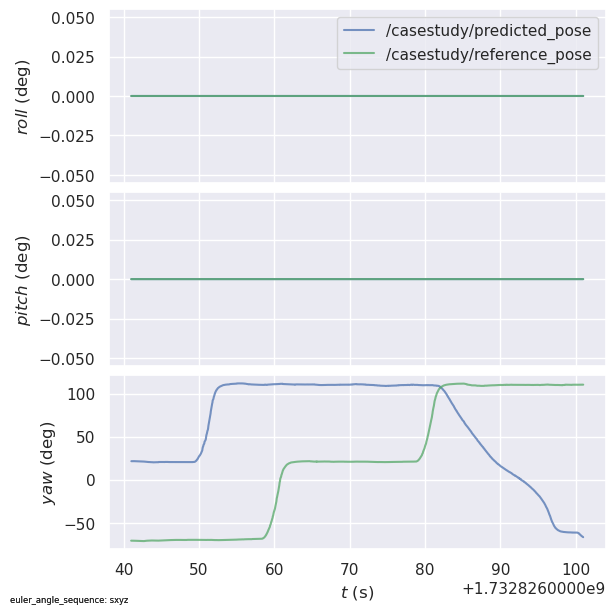 0.050
0.025
0.000
−0.025
−0.050
roll (deg)
/casestudy/predicted_pose
/casestudy/reference_pose
0.050
0.025
0.000
−0.025
−0.050
pitch (deg)
100
50
0
−50
yaw (deg)
40 50 60 70 80 90 100
t (s)
+1.7328260000e9
euler_angle_sequence: sxyz